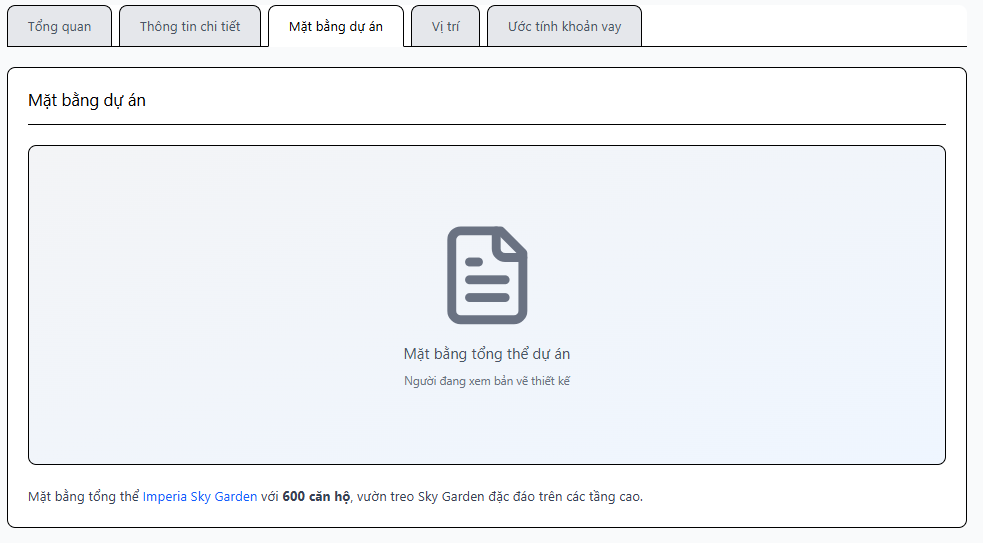 Tổng quan
Thông tin chi tiết
Mặt bằng dự án
Vị trí
Ước tính khoản vay
Mặt bằng dự án
Mặt bằng tổng thể dự án
Người đang xem bản vẽ thiết kế
Mặt bằng tổng thể Imperia Sky Garden với 600 căn hộ, vườn treo Sky Garden đặc đáo trên các tầng cao.